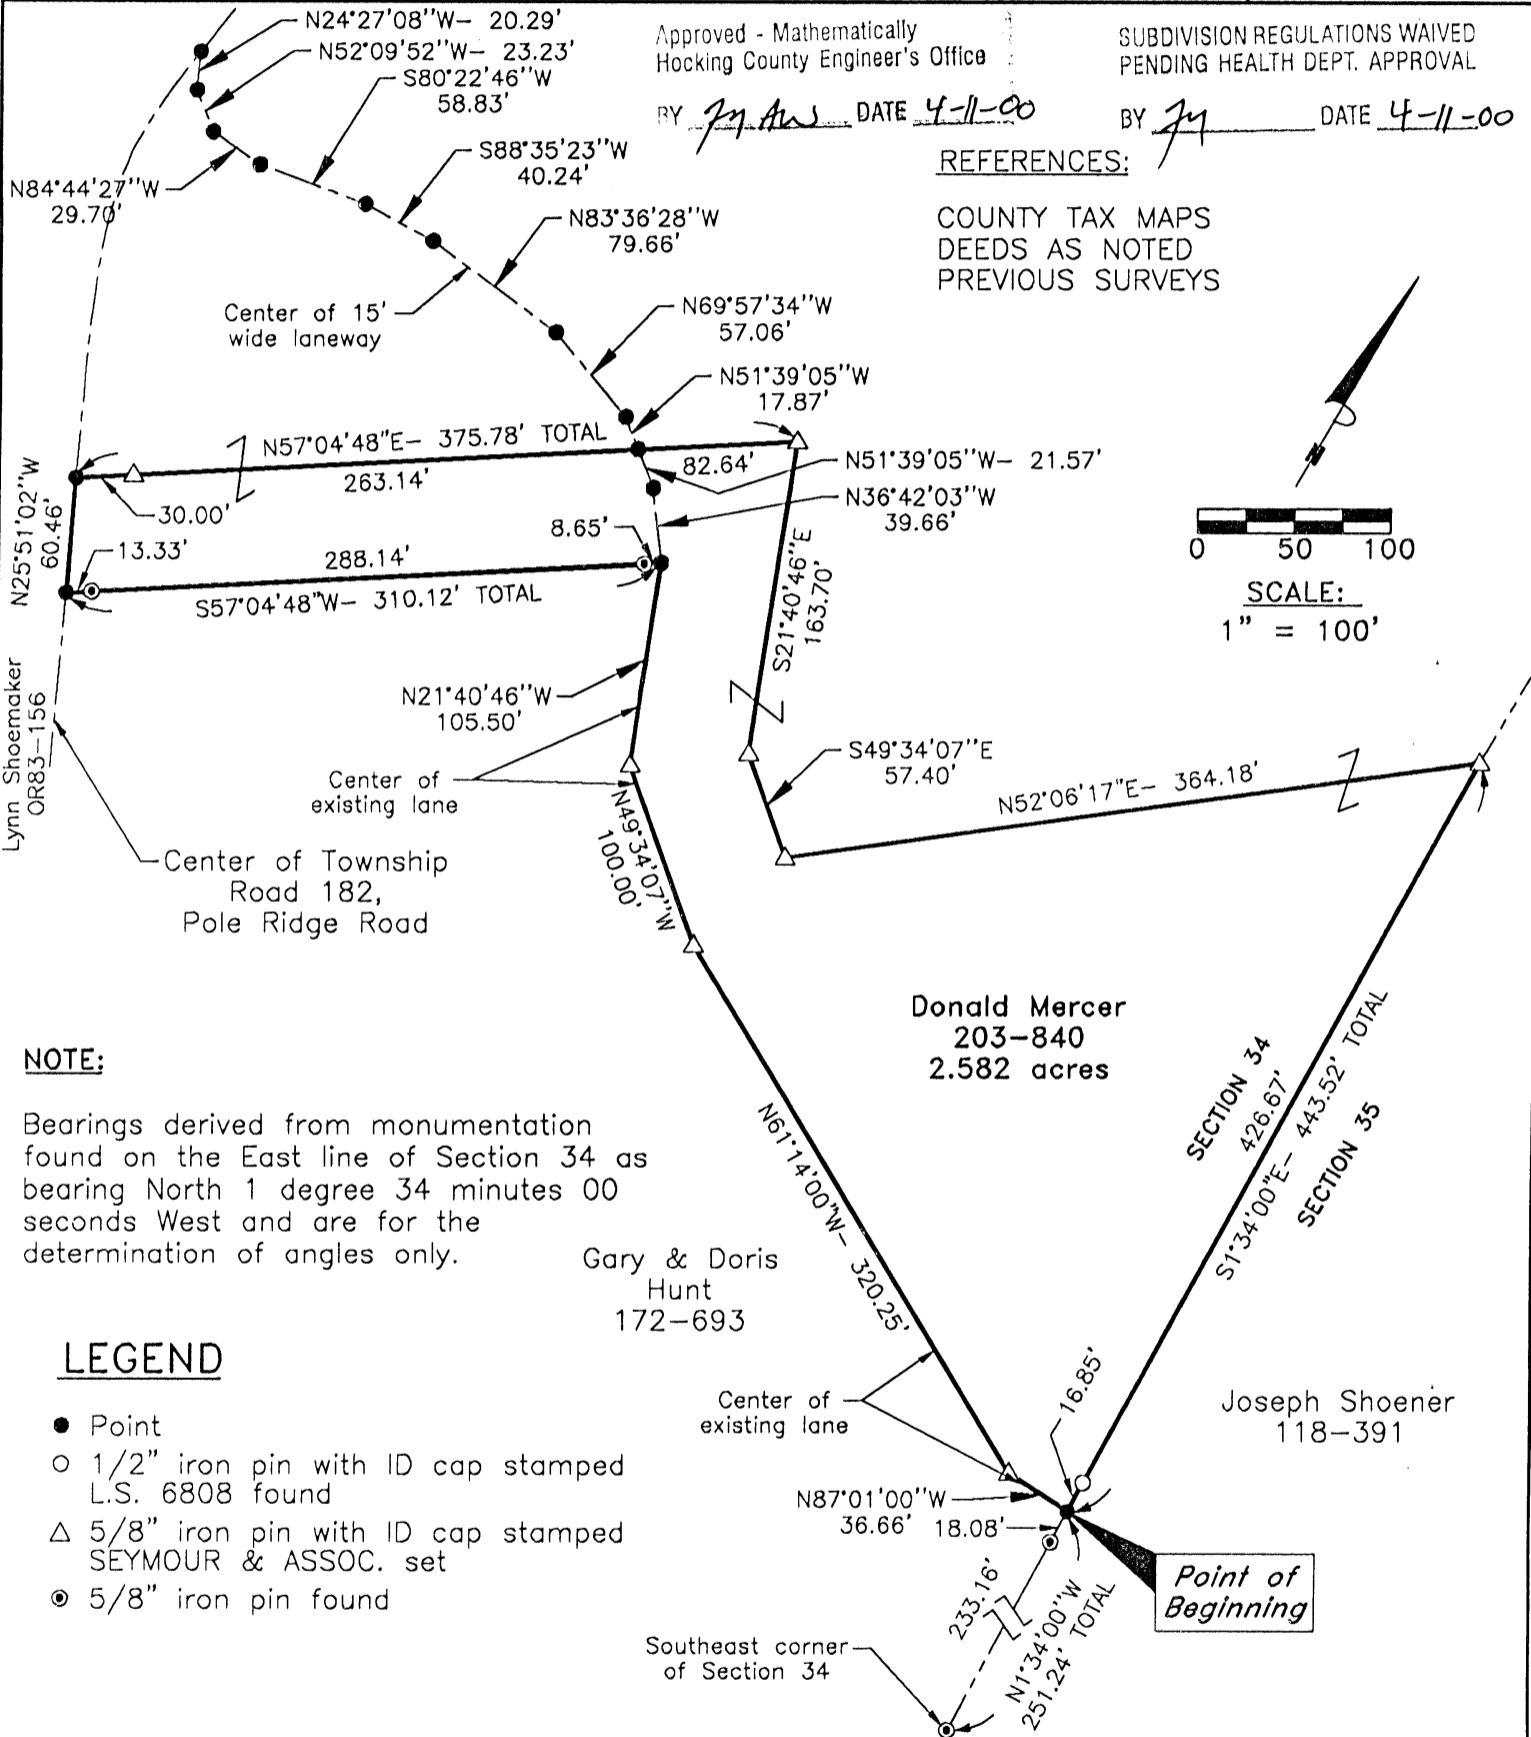 N24°27'08"W- 20.29'
N52°09'52"W- 23.23'
S80°22'46"W
58.83'
N84°44'27"W
29.70'
S88°35'23"W
40.24'
N83°36'28"W
79.66'
Center of 15'
wide laneway
N69°57'34"W
57.06'
N51°39'05"W
17.87'
Approved - Mathematically
Hocking County Engineer's Office
BY DATE 4-11-00
SUBDIVISION REGULATIONS WAIVED
PENDING HEALTH DEPT. APPROVAL
BY DATE 4-11-00
REFERENCES:
COUNTY TAX MAPS
DEEDS AS NOTED
PREVIOUS SURVEYS
N
0 50 100
SCALE:
1" = 100'
N57°04'48"E- 375.78' TOTAL
263.14'
82.64'
30.00'
N51°39'05"W- 21.57'
N36°42'03"W
39.66'
N25°51'02"W
60.46'
13.33'
288.14'
8.65'
S57°04'48"W- 310.12' TOTAL
S21°40'46"E
163.70'
Lynn Shoemaker
OR83-156
N21°40'46"W
105.50'
Center of
existing lane
S49°34'07"E
57.40'
N52°06'17"E- 364.18'
N49°34'07"W
100.00'
Center of Township
Road 182,
Pole Ridge Road
Donald Mercer
203-840
2.582 acres
SECTION 34
426.67'
S1°34'00"E- 443.52' TOTAL
SECTION 35
NOTE:
Bearings derived from monumentation
found on the East line of Section 34 as
bearing North 1 degree 34 minutes 00
seconds West and are for the
determination of angles only.
N61°14'00"W- 320.25'
Gary & Doris
Hunt
172-693
LEGEND
Point
1/2" iron pin with ID cap stamped
L.S. 6808 found
5/8" iron pin with ID cap stamped
SEYMOUR & ASSOC. set
5/8" iron pin found
Center of
existing lane
16.85'
Joseph Shoener
118-391
N87°01'00"W
36.66'
18.08'
Point of
Beginning
233.16'
N1°34'00"W
251.24' TOTAL
Southeast corner
of Section 34